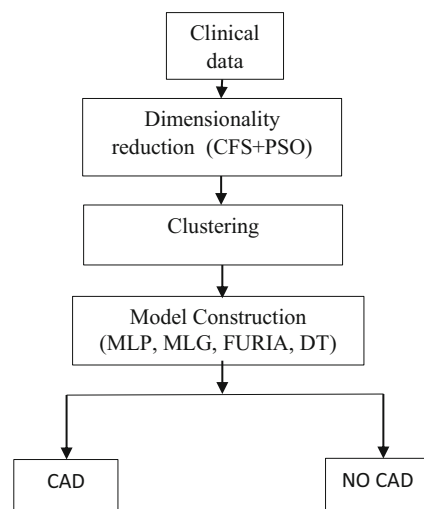 Clinical
data
Dimensionality
reduction (CFS+PSO)
Clustering
Model Construction
(MLP, MLG, FURIA, DT)
CAD
NO CAD